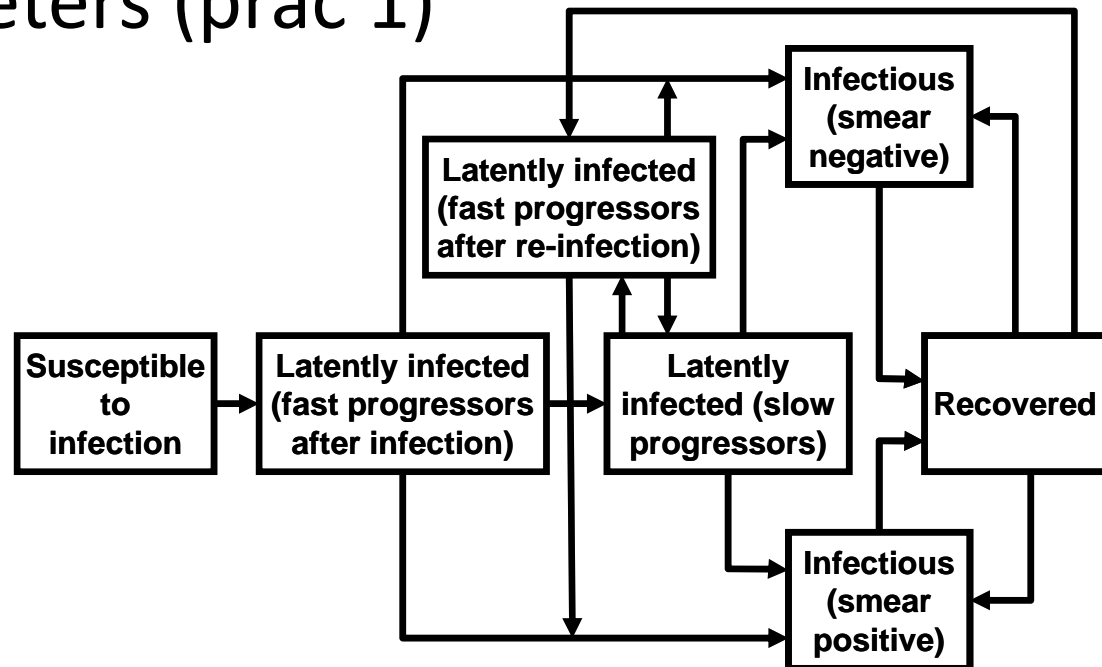 (prac 1)
Infectious
(smear
negative)
Latently infected
(fast progressors
after re-infection)
Susceptible
to
infection
Latently infected
(fast progressors
after infection)
Latently
infected (slow
progressors)
Recovered
Infectious
(smear
positive)